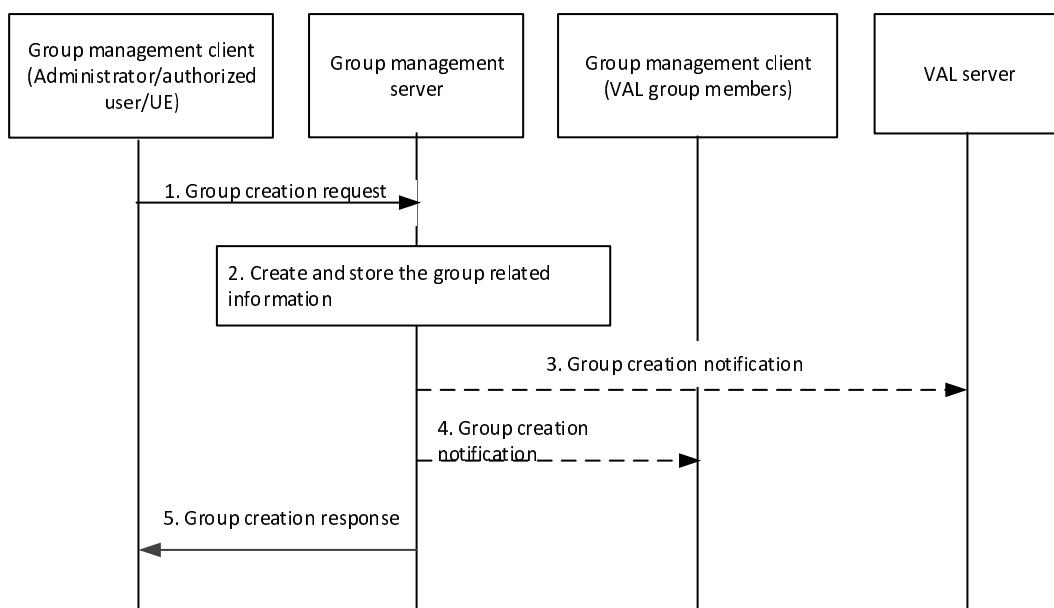 Group management client
(Administrator/authorized
user/UE)
Group management
server
Group management client
(VAL group members)
VAL server
1. Group creation request
2. Create and store the group related
information
3. Group creation notification
4. Group creation
notification
5. Group creation response